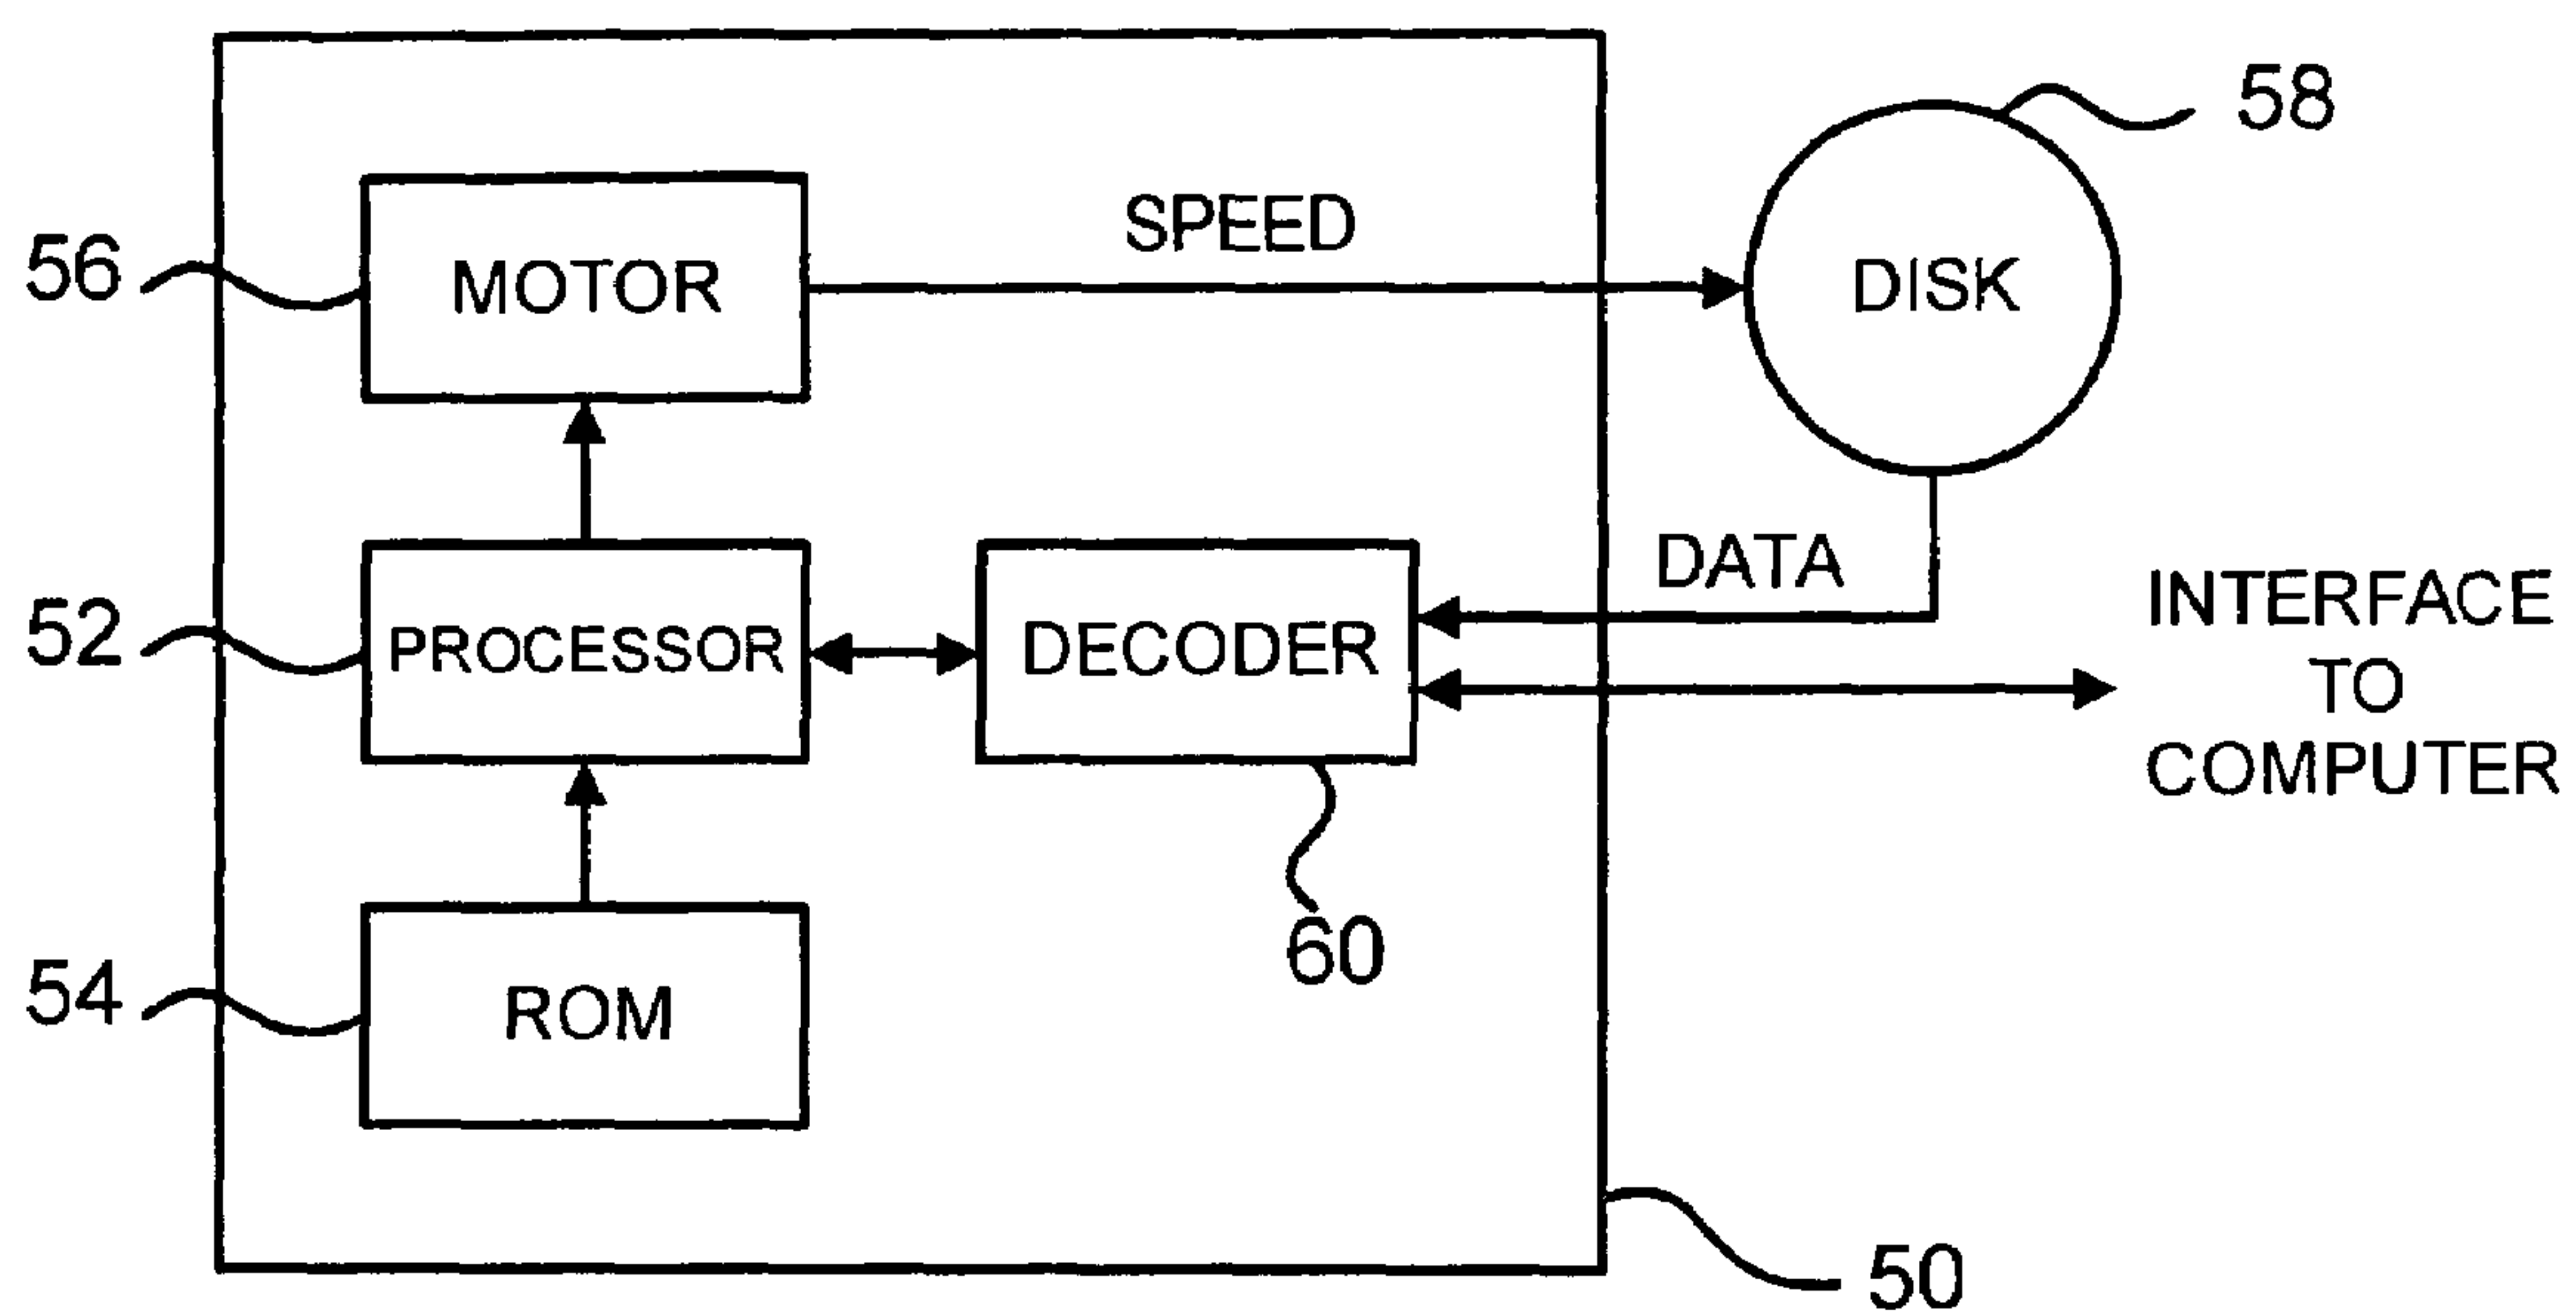 58
SPEED
56
MOTOR
DISK
DATA
INTERFACE
TO
COMPUTER
52
PROCESSOR
DECODER
60
54
ROM
50